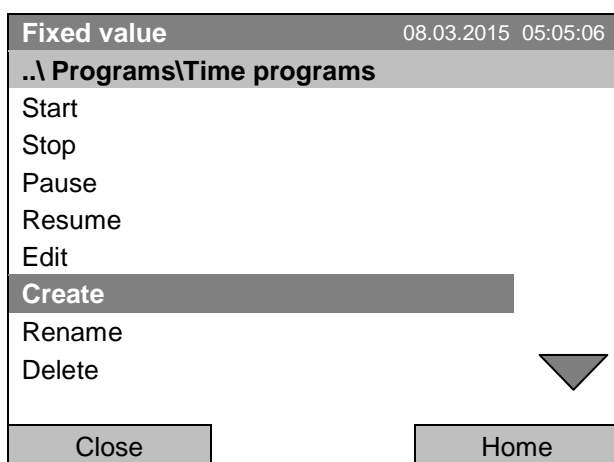 Fixed value 08.03.2015 05:05:06
..\ Programs\Time programs
Start
Stop
Pause
Resume
Edit
Create
Rename
Delete
Close Home